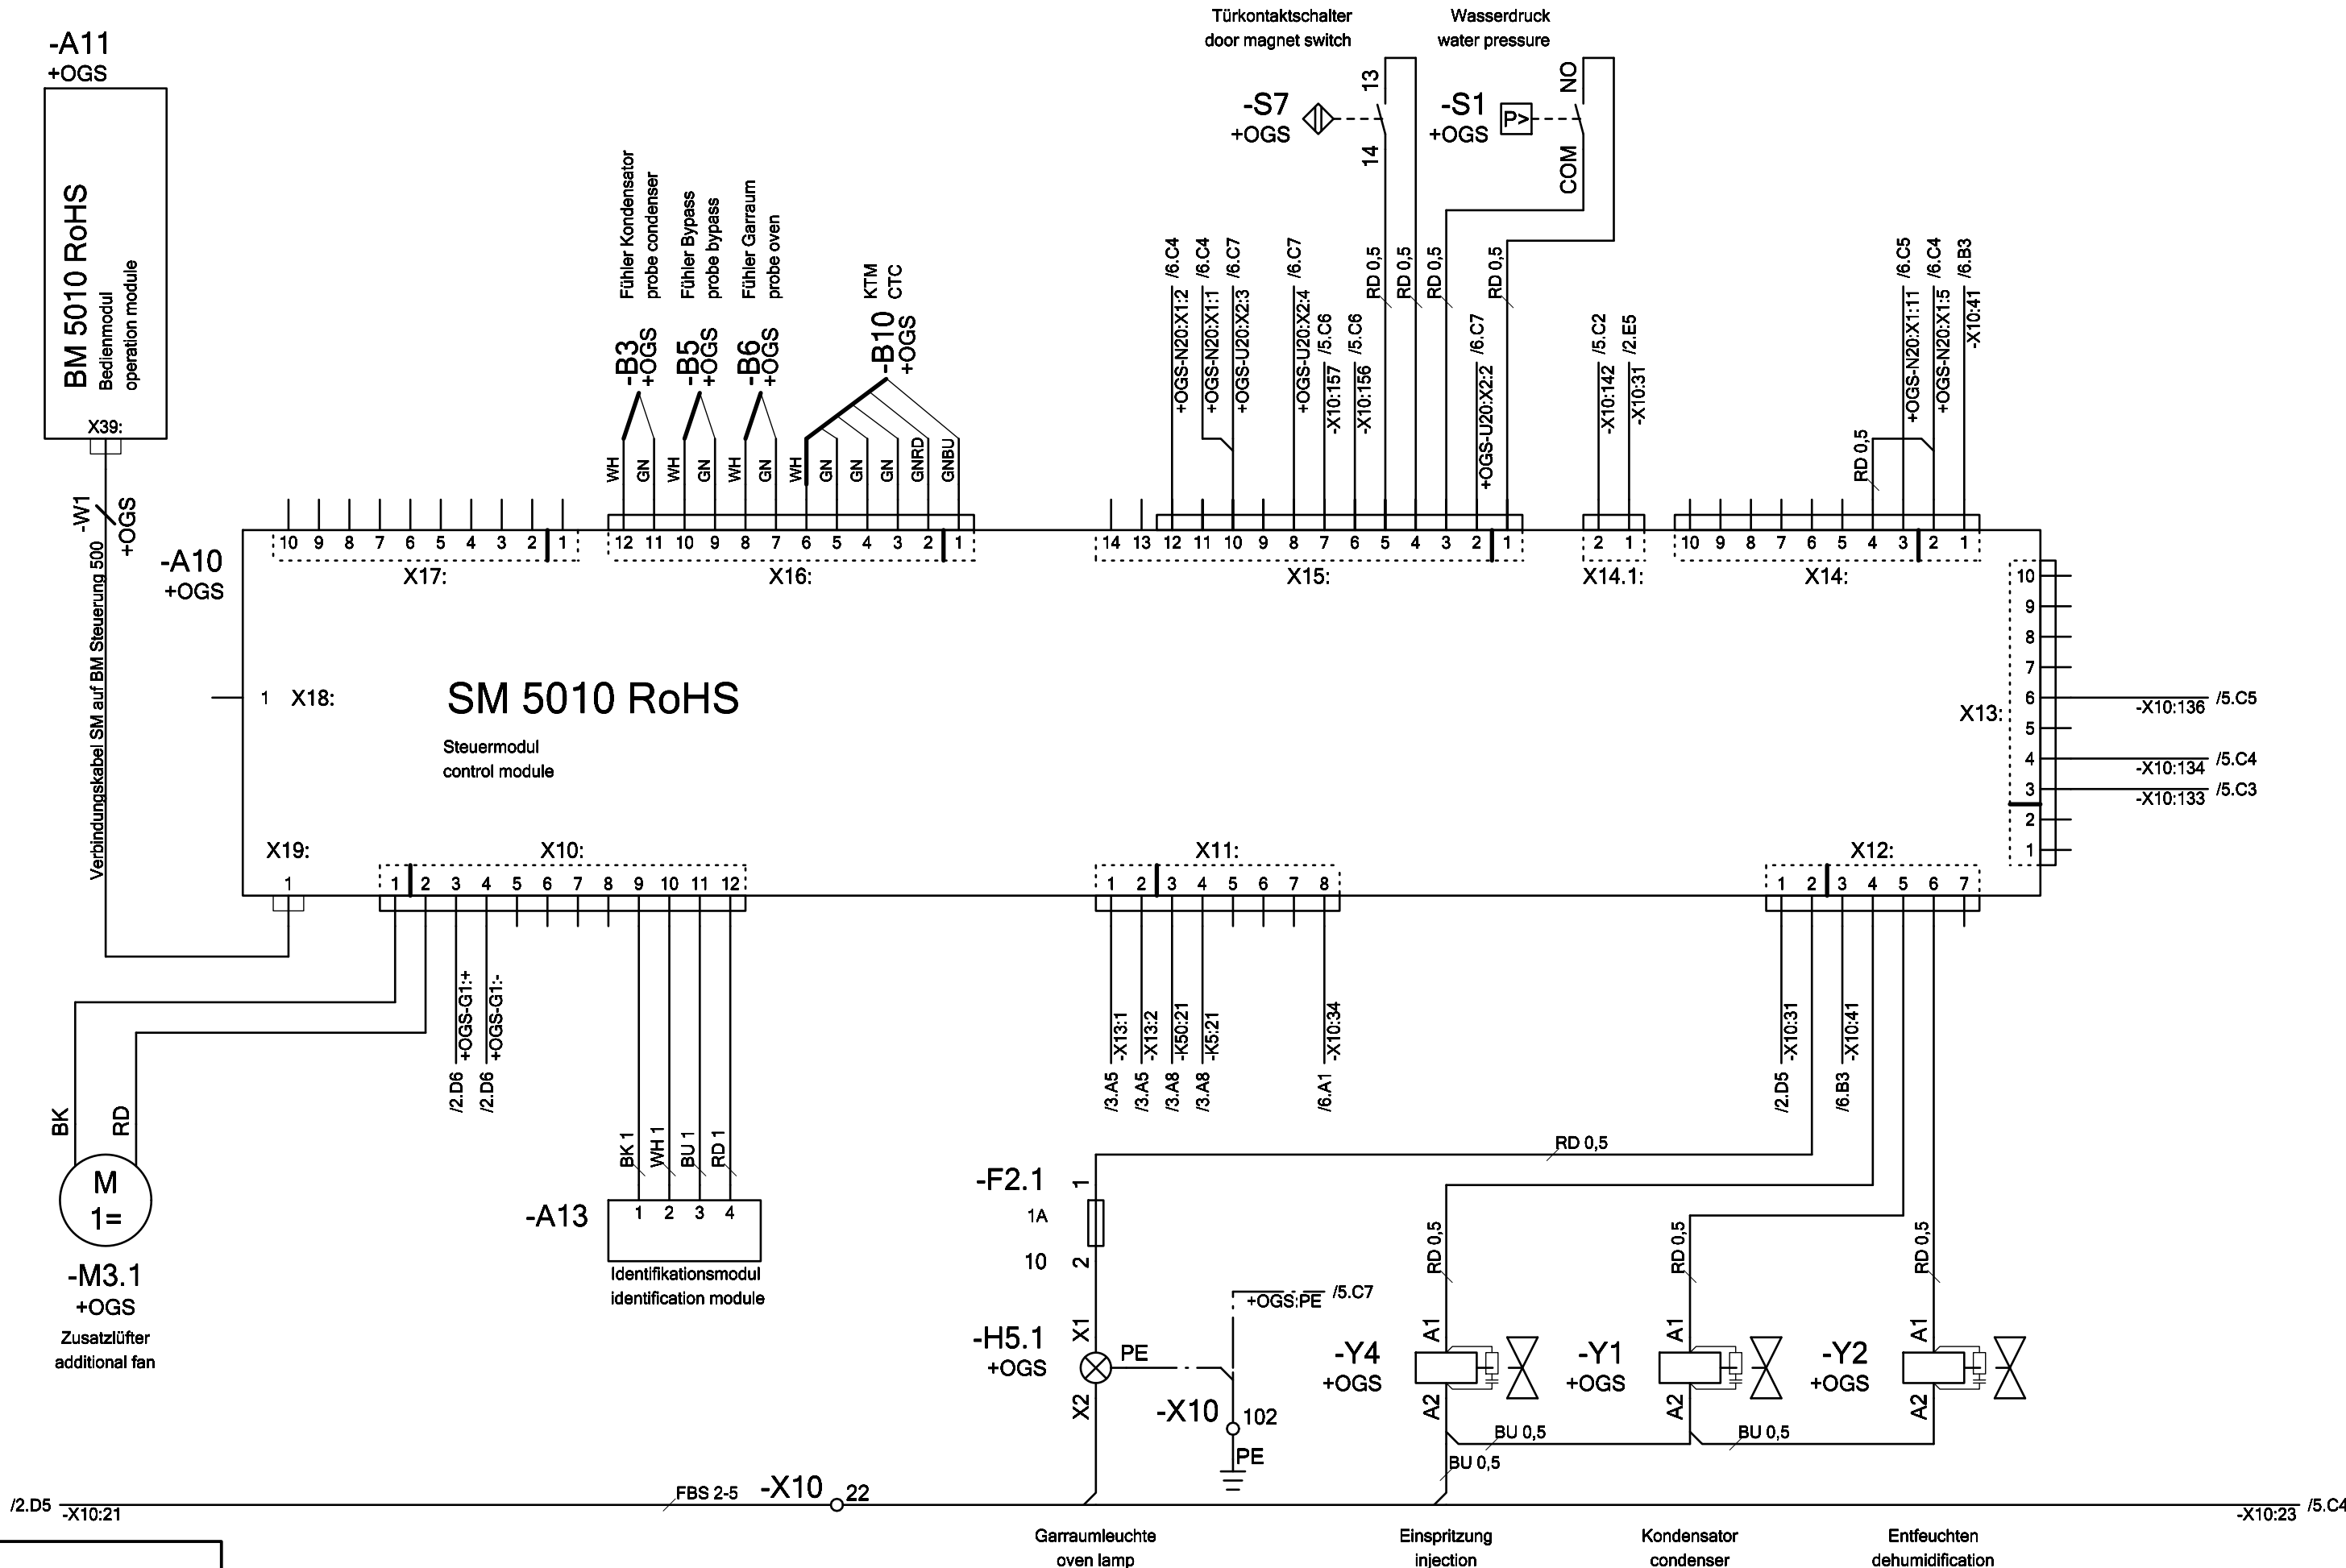 Türkontaktschalter
door magnet switch
Wasserdruck
water pressure
-A11
+OGS
BM 5010 RoHS
Bedienmodul
operation module
X39:
-W1
+OGS
Verbindungskabel SM auf BM Steuerung 500
-S7
+OGS
13
14
-S1
+OGS
P>
NO
COM
Fühler Kondensator
probe condenser
Fühler Bypass
probe bypass
Fühler Garraum
probe oven
KTM
CTC
-B3
+OGS
-B5
+OGS
-B6
+OGS
-B10
+OGS
WH
GN
WH
GN
WH
GN
WH
GN
GN
GN
GNRD
GNBU
+OGS-N20:X1:2 /6.C4
+OGS-N20:X1:1 /6.C4
+OGS-U20:X2:3 /6.C7
+OGS-U20:X2:4 /6.C7
-X10:157 /5.C6
-X10:156 /5.C6
RD 0,5
RD 0,5
RD 0,5
+OGS-U20:X2:2 /6.C7
RD 0,5
-X10:142 /5.C2
-X10:31 /2.E5
RD 0,5
+OGS-N20:X1:11 /6.C5
+OGS-N20:X1:5 /6.C4
-X10:41 /6.B3
-A10
+OGS
10 9 8 7 6 5 4 3 2 1
X17:
12 11 10 9 8 7 6 5 4 3 2 1
X16:
14 13 12 11 10 9 8 7 6 5 4 3 2 1
X15:
2 1
X14.1:
10 9 8 7 6 5 4 3 2 1
X14:
1 X18:
SM 5010 RoHS
Steuermodul
control module
X13:
10
9
8
7
6
5
4
3
2
1
-X10:136 /5.C5
-X10:134 /5.C4
-X10:133 /5.C3
X19:
1
X10:
1 2 3 4 5 6 7 8 9 10 11 12
X11:
1 2 3 4 5 6 7 8
X12:
1 2 3 4 5 6 7
/2.D6 +OGS-G1:+
/2.D6 +OGS-G1:-
/3.A5 -X13:1
/3.A5 -X13:2
/3.A8 -K50:21
/3.A8 -K5:21
/6.A1 -X10:34
/2.D5 -X10:31
/6.B3 -X10:41
BK
RD
M
1=
-M3.1
+OGS
Zusatzlüfter
additional fan
BK 1
WH 1
BU 1
RD 1
-A13
1 2 3 4
Identifikationsmodul
identification module
RD 0,5
-F2.1
1A
10
1
2
-H5.1
+OGS
X1
X2
PE
+OGS:PE /5.C7
-X10
102
PE
RD 0,5
RD 0,5
RD 0,5
-Y4
+OGS
A1
A2
-Y1
+OGS
A1
A2
-Y2
+OGS
A1
A2
BU 0,5
BU 0,5
BU 0,5
/2.D5
-X10:21
FBS 2-5
-X10
22
-X10:23
/5.C4
Garraumleuchte
oven lamp
Einspritzung
injection
Kondensator
condenser
Entfeuchten
dehumidification